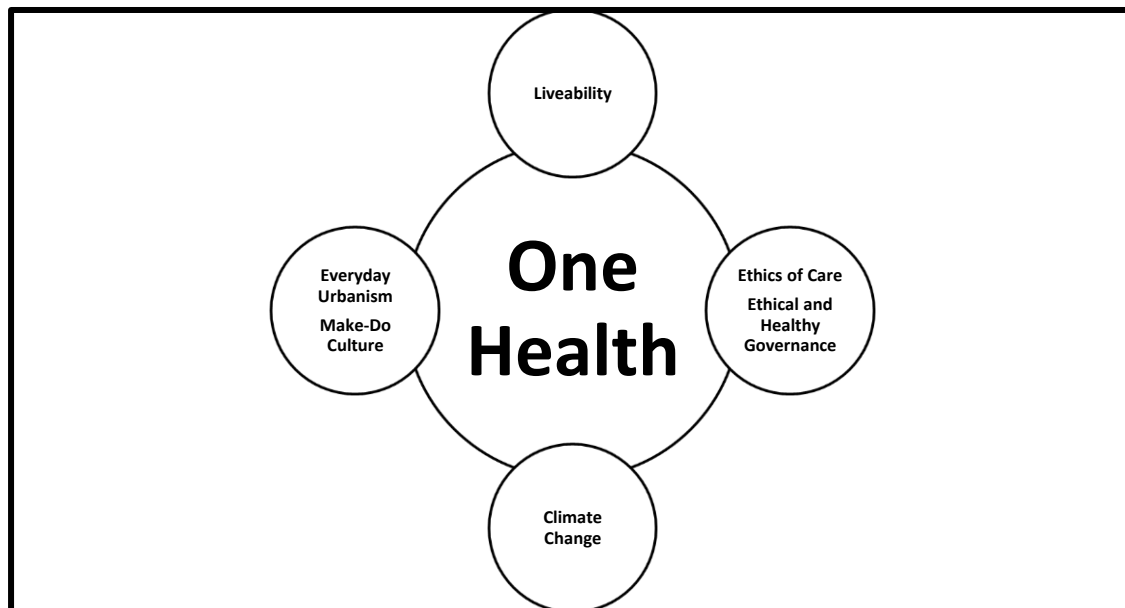 Liveability
Everyday
Urbanism
Make-Do
Culture
One
Health
Ethics of Care
Ethical and
Healthy
Governance
Climate
Change